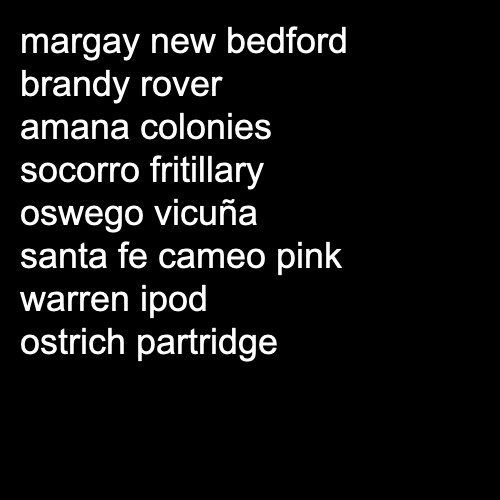 margay new bedford
brandy rover
amana colonies
socorro fritillary
oswego vicuña
santa fe cameo pink
warren ipod
ostrich partridge